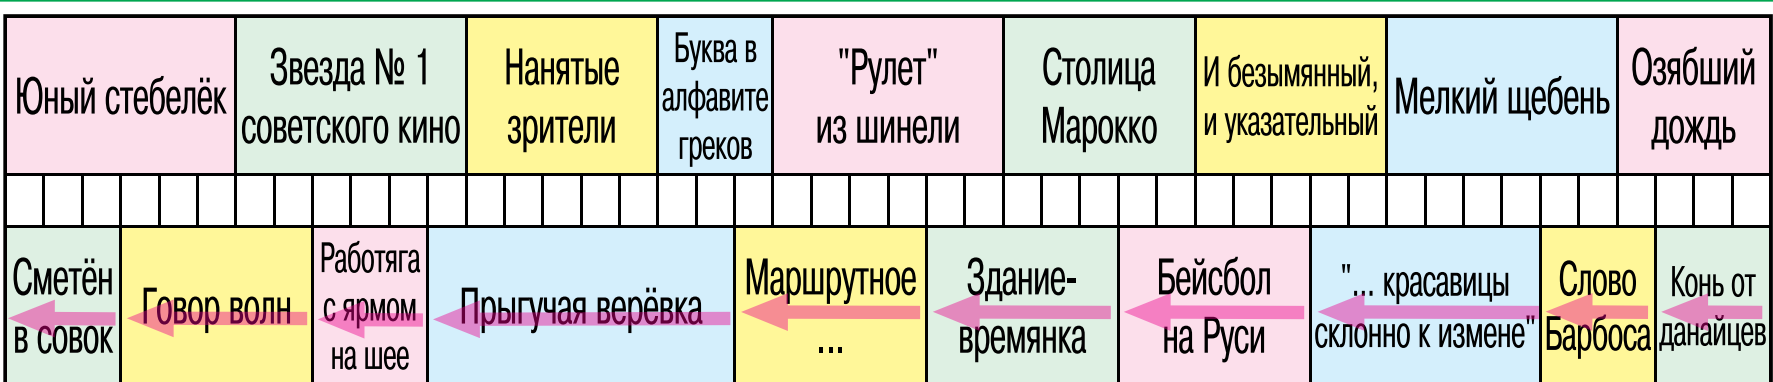 Юный стебелёк
Звезда № 1
советского кино
Нанятые
зрители
Буква в
алфавите
греков
"Рулет"
из шинели
Столица
Марокко
И безымянный,
и указательный
Мелкий щебень
Озябший
дождь
Сметён
в совок
Говор волн
Работяга
с ярмом
на шее
Прыгучая верёвка
Маршрутное
...
Здание-
времянка
Бейсбол
на Руси
"... красавицы
склонно к измене"
Слово
Барбоса
Конь от
данайцев